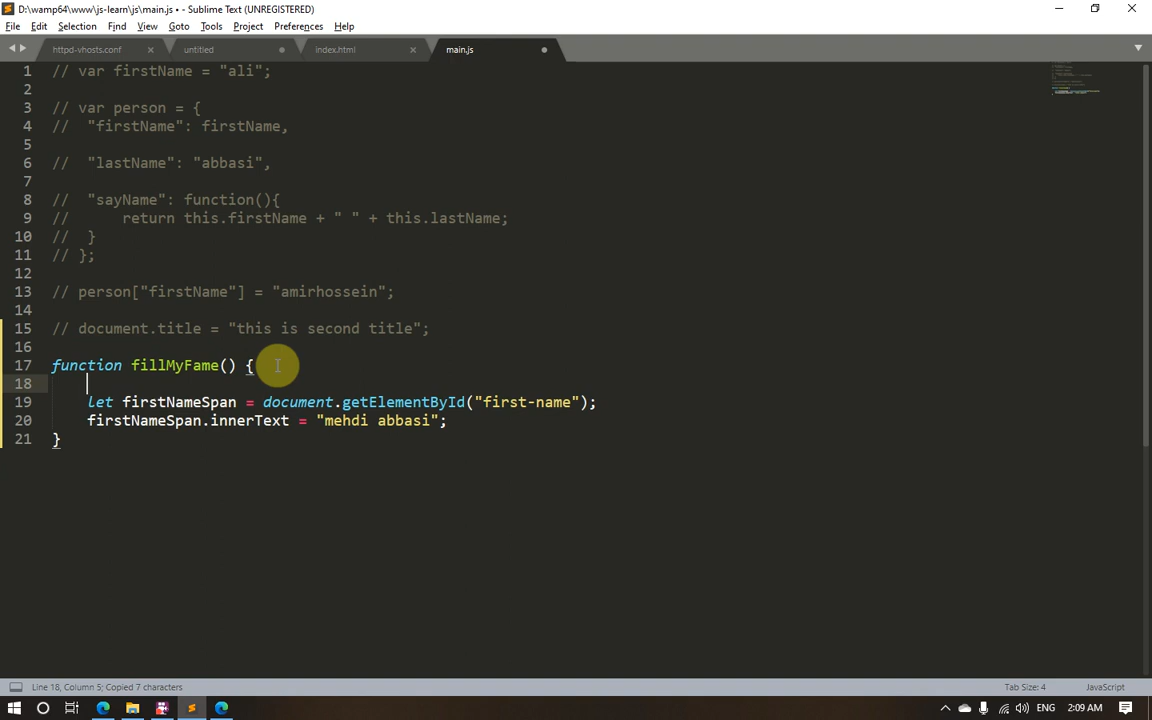 D:\wamp64\www\js-learn\js\main.js • - Sublime Text (UNREGISTERED)
File Edit Selection Find View Goto Tools Project Preferences Help
httpd-vhosts.conf untitled index.html main.js
1 // var firstName = "ali";
2
3 // var person = {
4 //  "firstName": firstName,
5
6 //  "lastName": "abbasi",
7
8 //  "sayName": function(){
9 //      return this.firstName + " " + this.lastName;
10 //  }
11 // };
12
13 // person["firstName"] = "amirhossein";
14
15 // document.title = "this is second title";
16
17 function fillMyFame() {
18
19     let firstNameSpan = document.getElementById("first-name");
20     firstNameSpan.innerText = "mehdi abbasi";
21 }
Line 18, Column 5; Copied 7 characters Tab Size: 4 JavaScript
ENG 2:09 AM